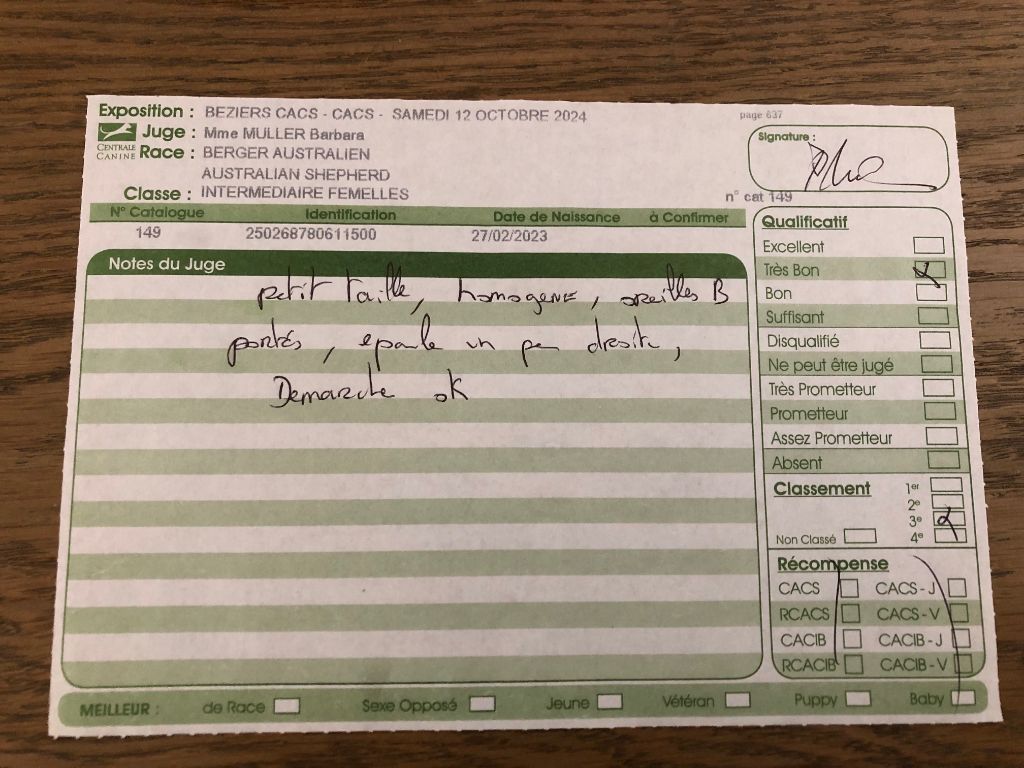 Exposition : BEZIERS CACS - CACS - SAMEDI 12 OCTOBRE 2024
page 637
CENTRALE CANINE
Juge : Mme MULLER Barbara
Race : BERGER AUSTRALIEN
AUSTRALIAN SHEPHERD
Classe : INTERMEDIAIRE FEMELLES
Signature :
n° cat 149
N° Catalogue Identification Date de Naissance à Confirmer
149 250268780611500 27/02/2023
Notes du Juge
petit taille, homogene, oreilles B
portés, epaule un peu droite,
Demarche ok
Qualificatif
Excellent
Très Bon
Bon
Suffisant
Disqualifié
Ne peut être jugé
Très Prometteur
Prometteur
Assez Prometteur
Absent
Classement 1er
2e
3e
Non Classé 4e
Récompense
CACS CACS - J
RCACS CACS - V
CACIB CACIB - J
RCACIB CACIB - V
MEILLEUR : de Race Sexe Opposé Jeune Vétéran Puppy Baby